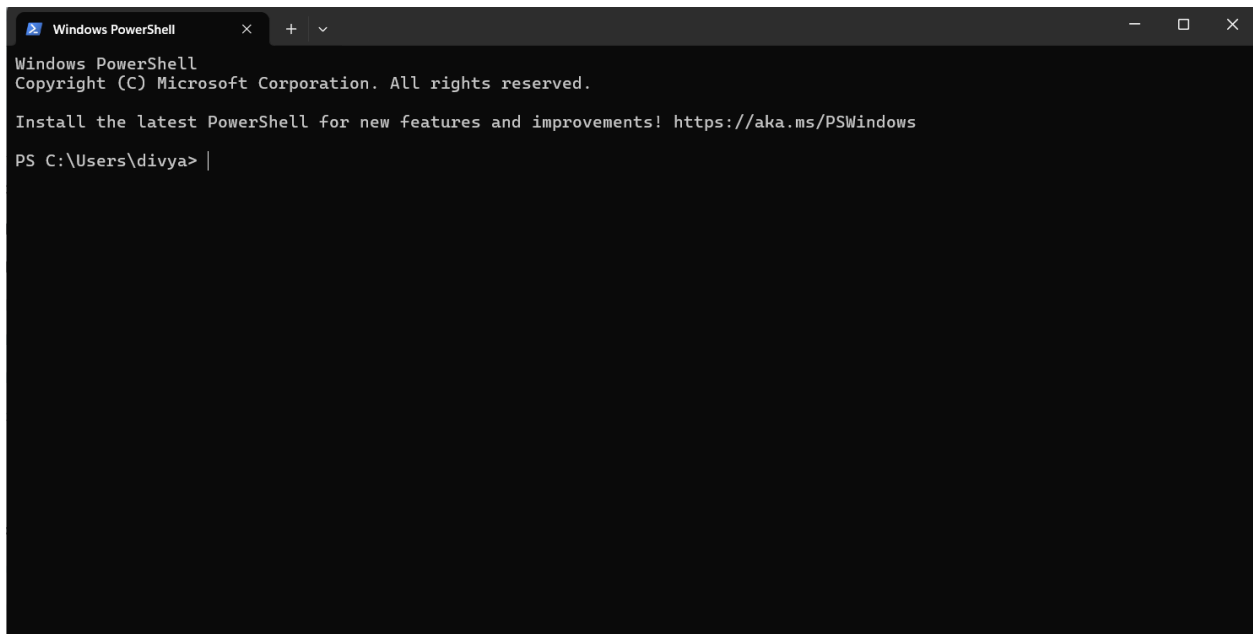 Windows PowerShell
Windows PowerShell
Copyright (C) Microsoft Corporation. All rights reserved.
Install the latest PowerShell for new features and improvements! https://aka.ms/PSWindows
PS C:\Users\divya>